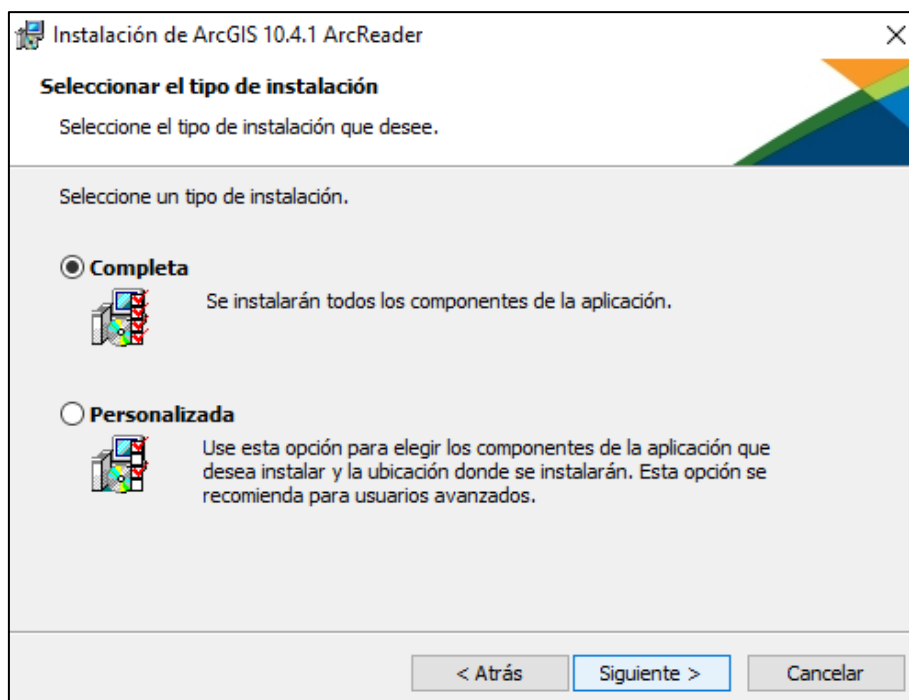 Instalación de ArcGIS 10.4.1 ArcReader
Seleccionar el tipo de instalación
Seleccione el tipo de instalación que desee.
Seleccione un tipo de instalación.
Completa
Se instalarán todos los componentes de la aplicación.
Personalizada
Use esta opción para elegir los componentes de la aplicación que
desea instalar y la ubicación donde se instalarán. Esta opción se
recomienda para usuarios avanzados.
< Atrás
Siguiente >
Cancelar